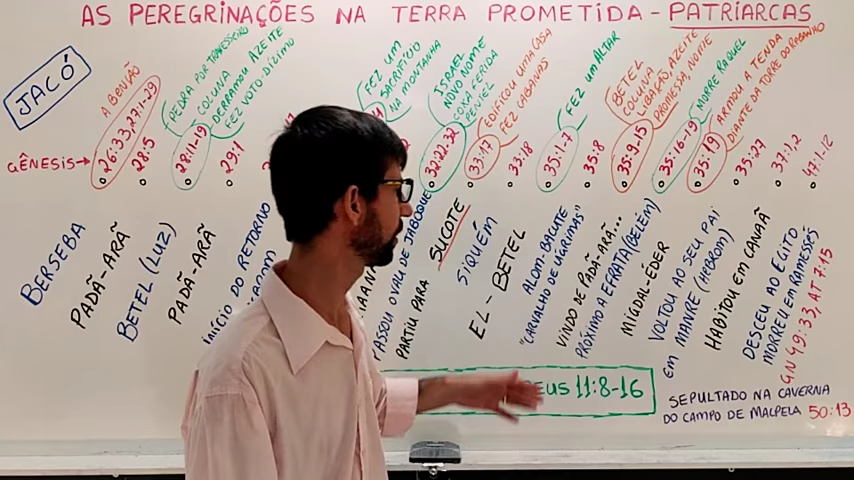 AS PEREGRINAÇÕES NA TERRA PROMETIDA - PATRIARCAS
JACÓ
GÊNESIS→
A BENÇÃO
26:33, 27:1-29
BERSEBA
28:5
PADÃ-ARÃ
PEDRA POR TRAVESSEIRO
COLUNA
DERRAMOU AZEITE
FEZ VOTO-DÍZIMO
28:11-19
BETEL (LUZ)
29:1
PADÃ-ARÃ
INÍCIO DO RETORNO
FEZ UM
SACRIFÍCIO
NA MONTANHA
ISRAEL
NOVO NOME
COXA FERIDA
PENIEL
32:22-32
PASSOU O VAU DE JABOQUE
EDIFICOU UMA CASA
FEZ CABANAS
33:17
PARTIU PARA SUCOTE
33:18
SIQUÉM
FEZ UM ALTAR
35:1-7
EL-BETEL
35:8
ALOM-BACUTE
"CARVALHO DE LÁGRIMAS"
BETEL
COLUNA
LIBAÇÃO, AZEITE
PROMESSA, NOME
35:9-15
VINDO DE PADÃ-ARÃ...
MORRE RAQUEL
35:16-19
PRÓXIMO A EFRATA (BELÉM)
ARMOU A TENDA
DIANTE DA TORRE DO REBANHO
MIGDAL-ÉDER
35:27
VOLTOU AO SEU PAI
EM MANRE (HEBROM)
37:1,2
HABITOU EM CANAÃ
47:1-12
DESCEU AO EGITO
MORREU EM RAMESSÉS
GN 49:33, AT 7:15
EUS 11:8-16
SEPULTADO NA CAVERNA
DO CAMPO DE MALPELA 50:13